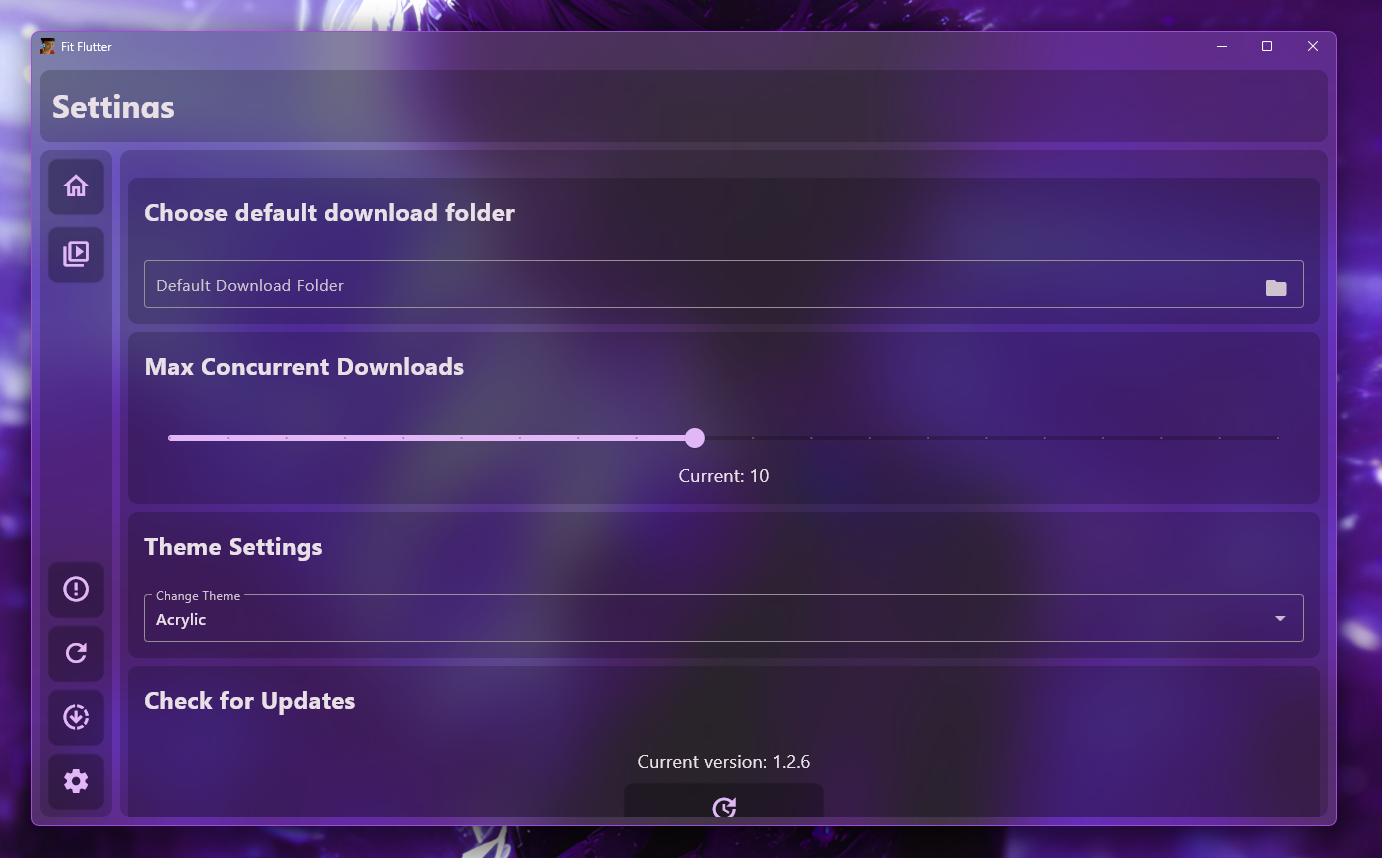 Fit Flutter
Settings
Choose default download folder
Default Download Folder
Max Concurrent Downloads
Current: 10
Theme Settings
Change Theme
Acrylic
Check for Updates
Current version: 1.2.6